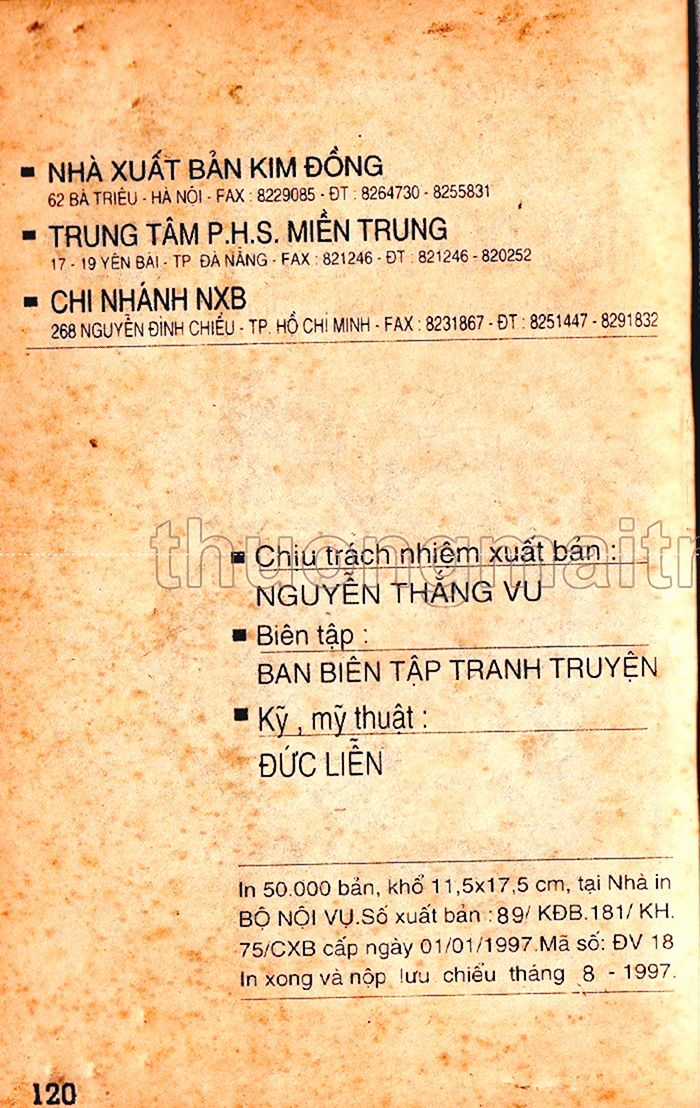 ▪ NHÀ XUẤT BẢN KIM ĐỒNG
62 BÀ TRIỆU - HÀ NỘI - FAX : 8229085 - ĐT : 8264730 - 8255831
▪ TRUNG TÂM P.H.S. MIỀN TRUNG
17 - 19 YÊN BÁI - TP ĐÀ NẴNG - FAX : 821246 - ĐT : 821246 - 820252
▪ CHI NHÁNH NXB
268 NGUYỄN ĐÌNH CHIỂU - TP. HỒ CHÍ MINH - FAX : 8231867 - ĐT : 8251447 - 8291832
thuongmaitr
▪ Chịu trách nhiệm xuất bản :
NGUYỄN THẮNG VU
▪ Biên tập :
BAN BIÊN TẬP TRANH TRUYỆN
▪ Kỹ , mỹ thuật :
ĐỨC LIỄN
In 50.000 bản, khổ 11,5x17,5 cm, tại Nhà in
BỘ NỘI VỤ.Số xuất bản : 89/ KĐB.181/ KH.
75/CXB cấp ngày 01/01/1997.Mã số: ĐV 18
In xong và nộp lưu chiểu tháng 8 - 1997.
120